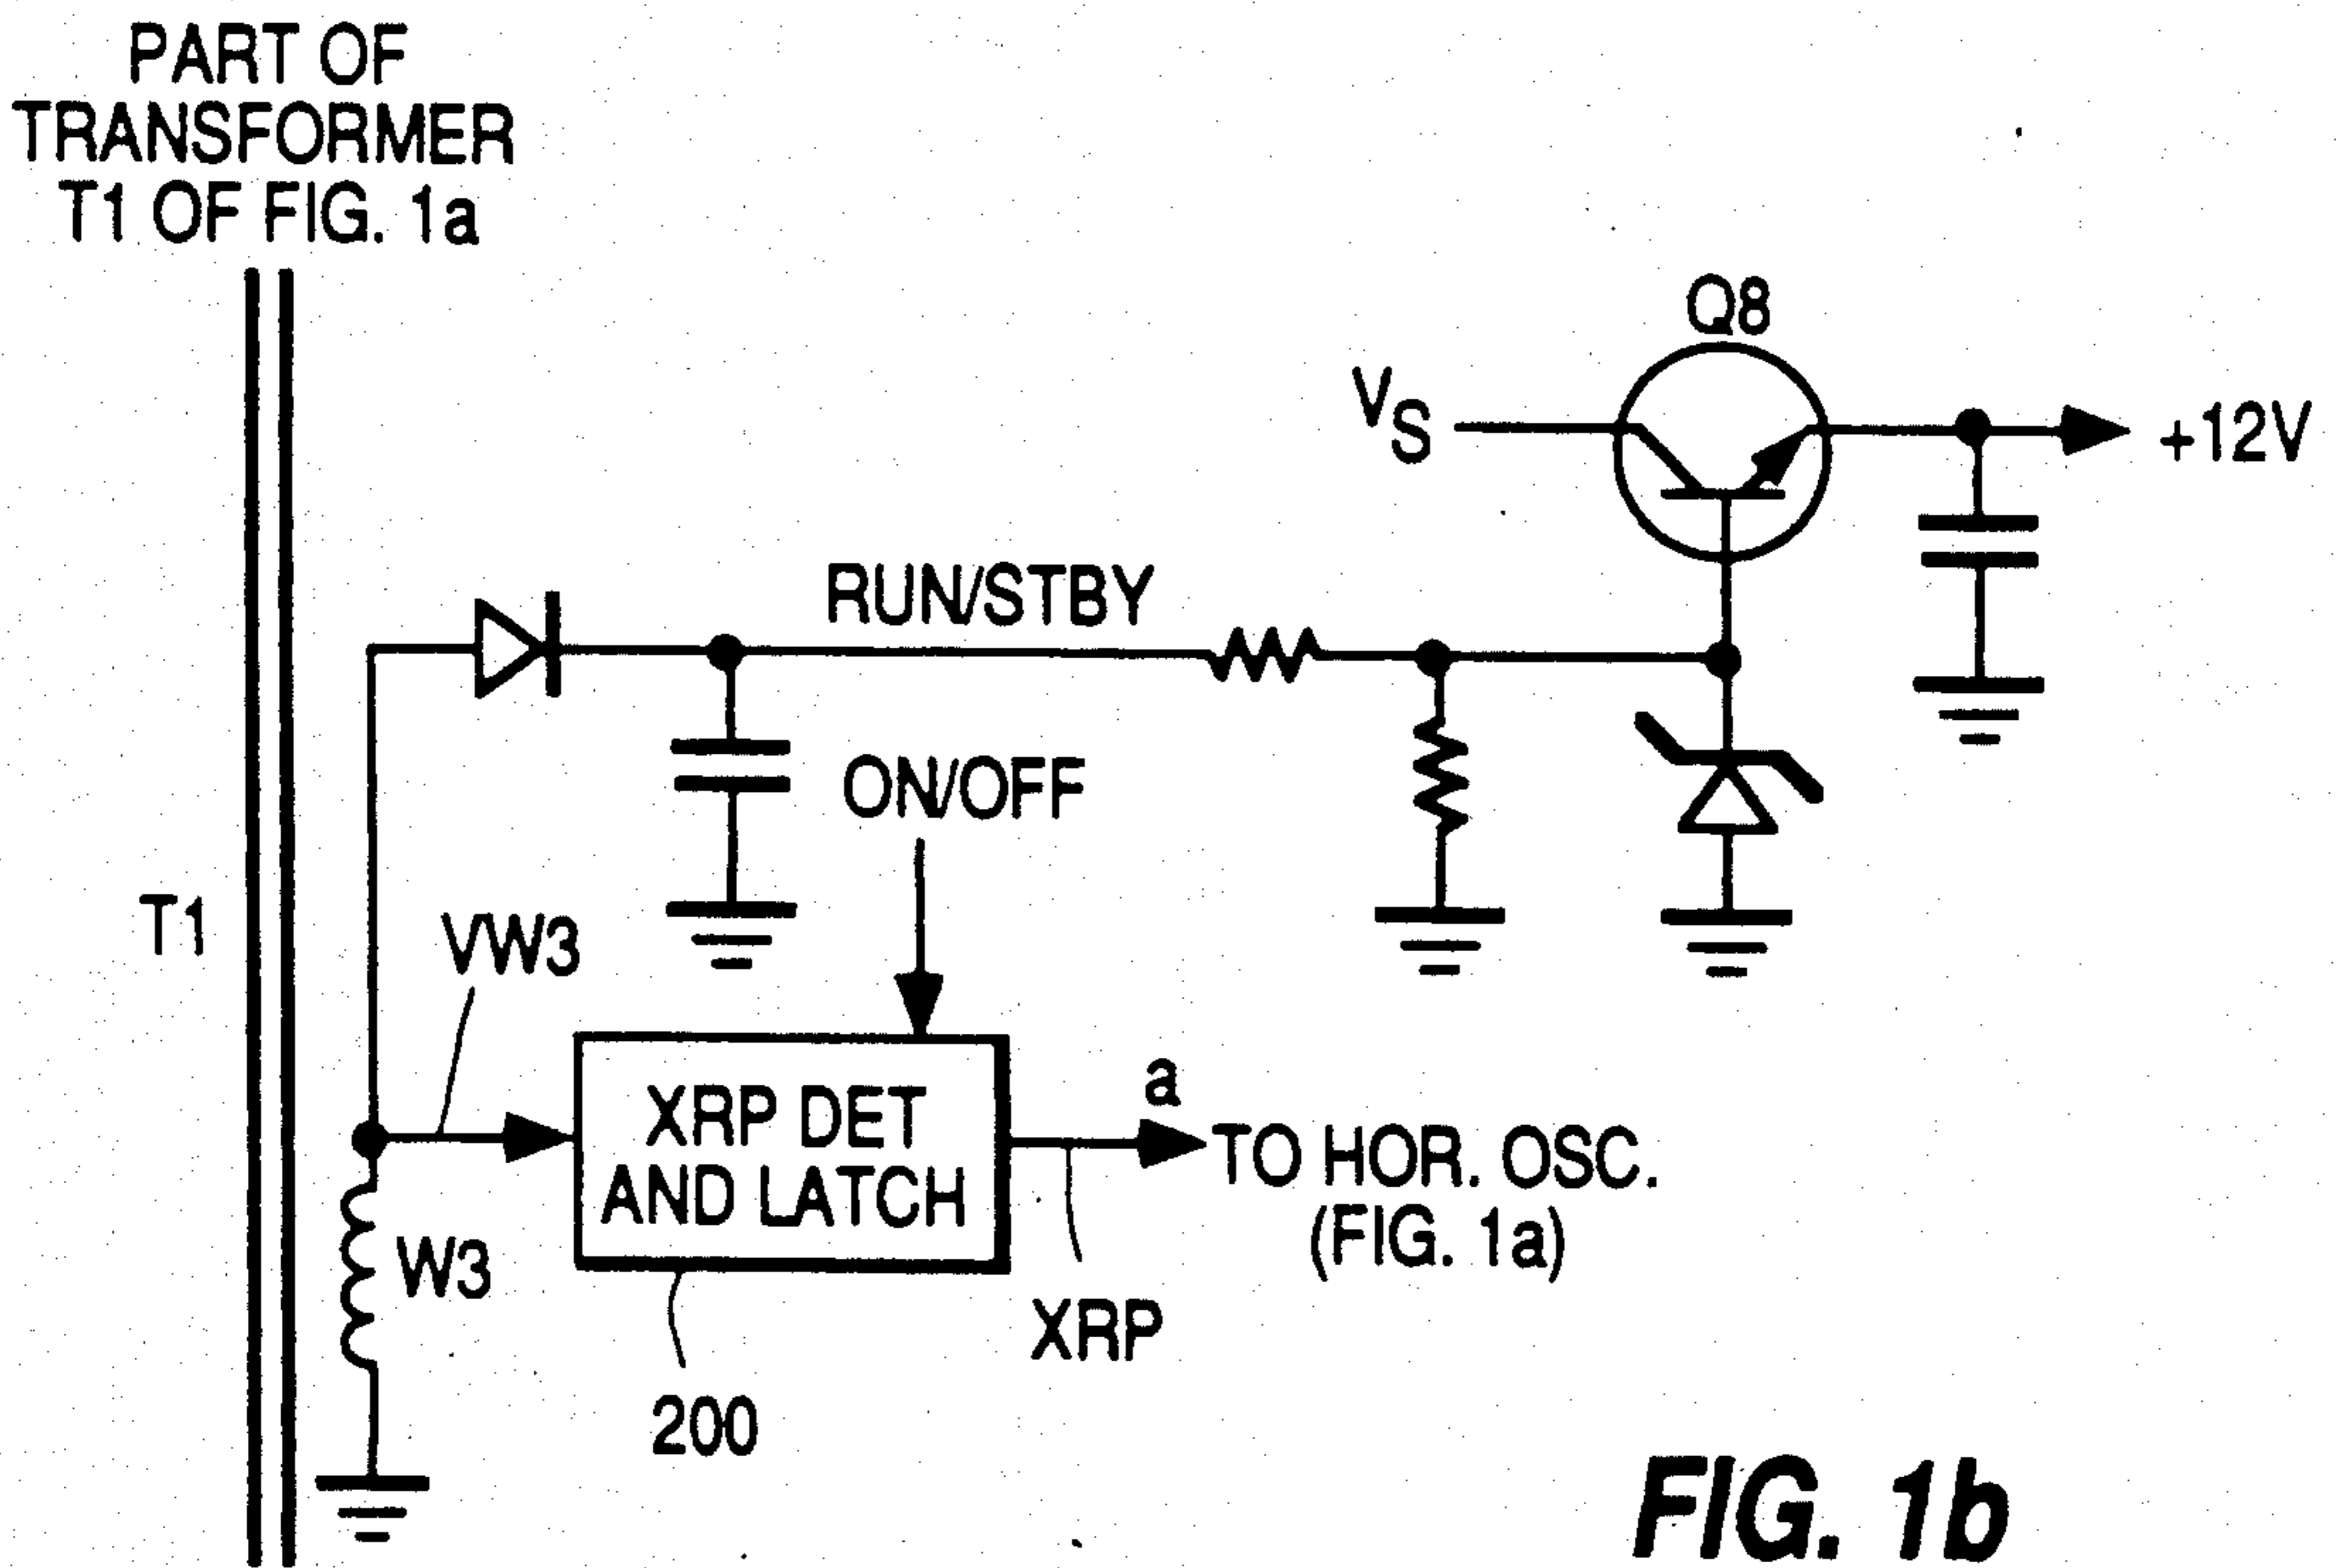 PART OF
TRANSFORMER
T1 OF FIG. 1a
Q8
VS
+12V
RUN/STBY
ON/OFF
T1
VW3
XRP DET
AND LATCH
a
TO HOR. OSC.
(FIG. 1a)
W3
XRP
200
FIG. 1b